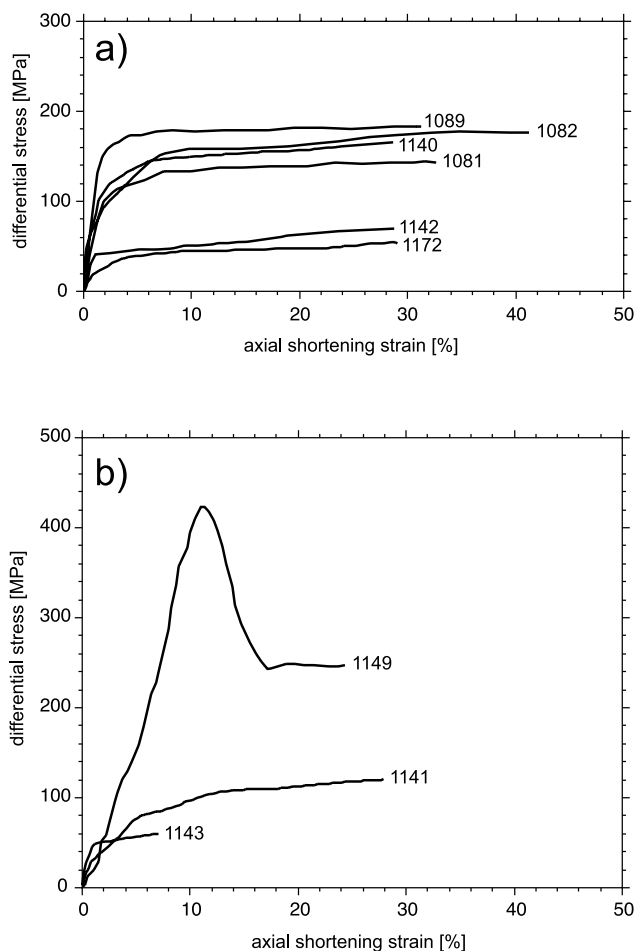 a)
differential stress [MPa]
300
200
100
0
1089
1082
1140
1081
1142
1172
0 10 20 30 40 50
axial shortening strain [%]
b)
differential stress [MPa]
500
400
300
200
100
0
1149
1141
1143
0 10 20 30 40 50
axial shortening strain [%]